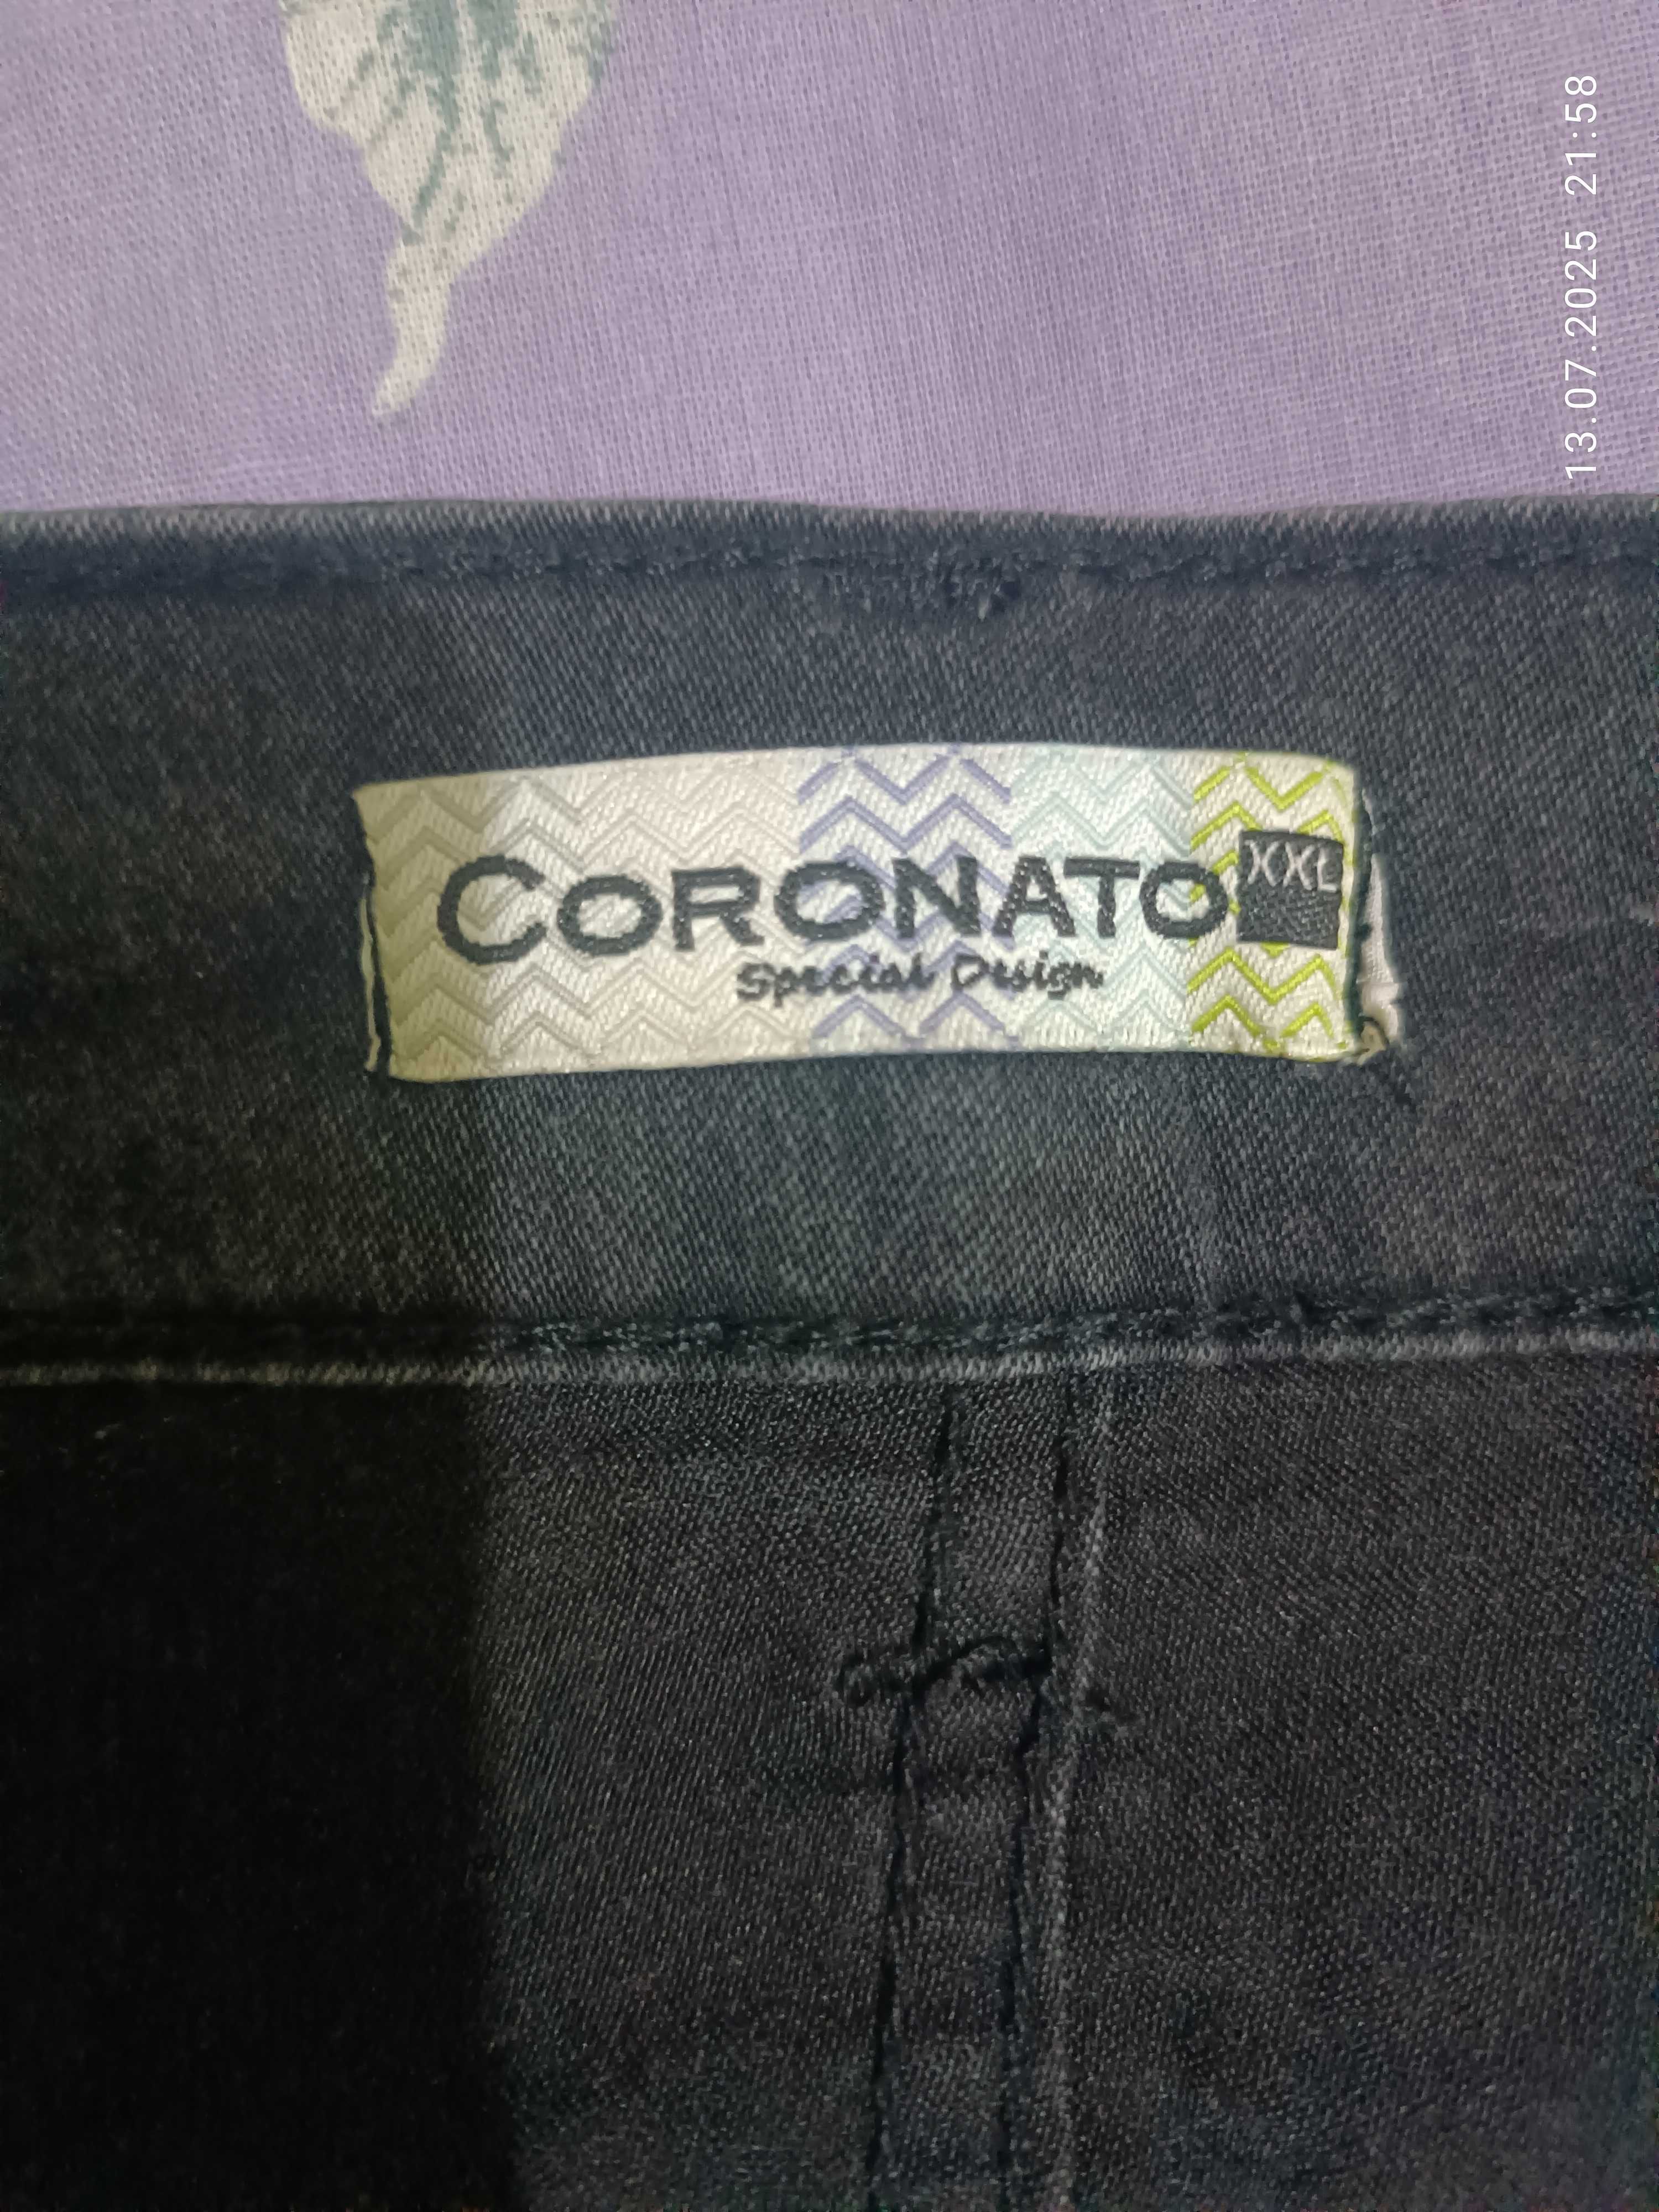 13.07.2025 21:58
CORONATO XXL
Special Design